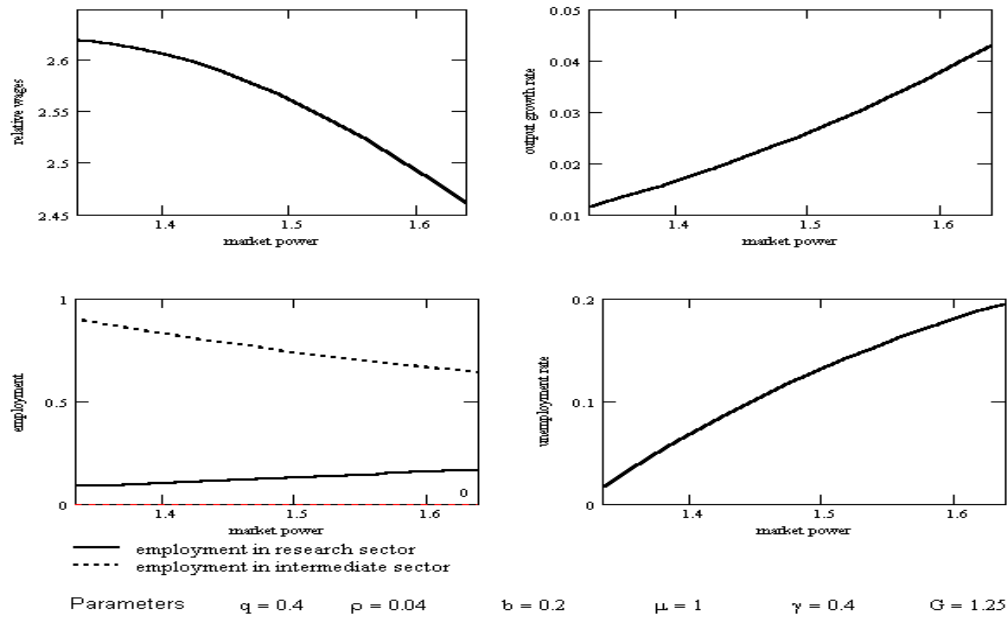 2.6
2.55
2.5
2.45
relative wages
1.4
1.5
1.6
market power
0.05
0.04
0.03
0.02
0.01
output growth rate
1.4
1.5
1.6
market power
1
0.5
0
employment
0
1.4
1.5
1.6
market power
employment in research sector
employment in intermediate sector
0.2
0.1
0
unemployment rate
1.4
1.5
1.6
market power
Parameters q = 0.4 ρ = 0.04 b = 0.2 μ = 1 γ = 0.4 G = 1.25